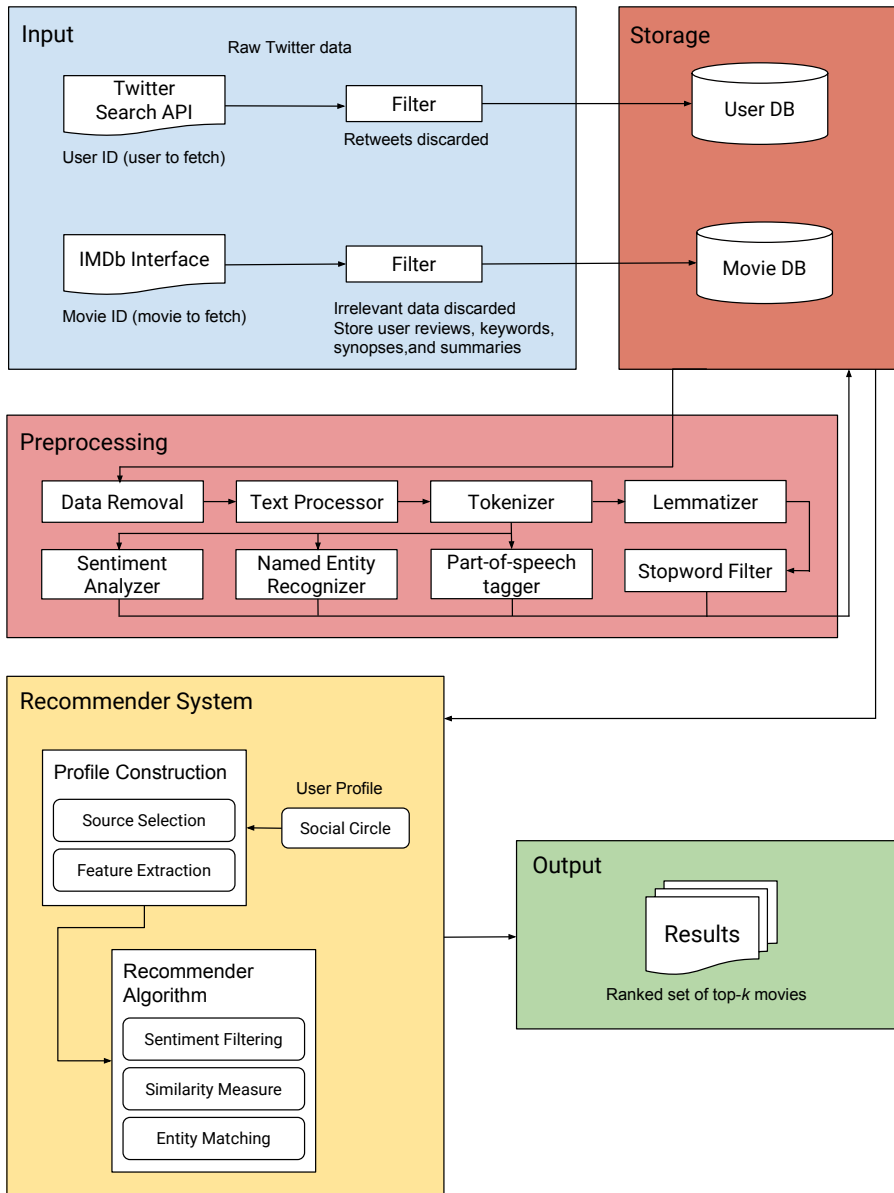 Input
Raw Twitter data
Twitter
Search API
Filter
User ID (user to fetch)
Retweets discarded
IMDb Interface
Filter
Movie ID (movie to fetch)
Irrelevant data discarded
Store user reviews, keywords,
synopses,and summaries
Storage
User DB
Movie DB
Preprocessing
Data Removal
Text Processor
Tokenizer
Lemmatizer
Sentiment
Analyzer
Named Entity
Recognizer
Part-of-speech
tagger
Stopword Filter
Recommender System
Profile Construction
Source Selection
Feature Extraction
User Profile
Social Circle
Recommender
Algorithm
Sentiment Filtering
Similarity Measure
Entity Matching
Output
Results
Ranked set of top-k movies